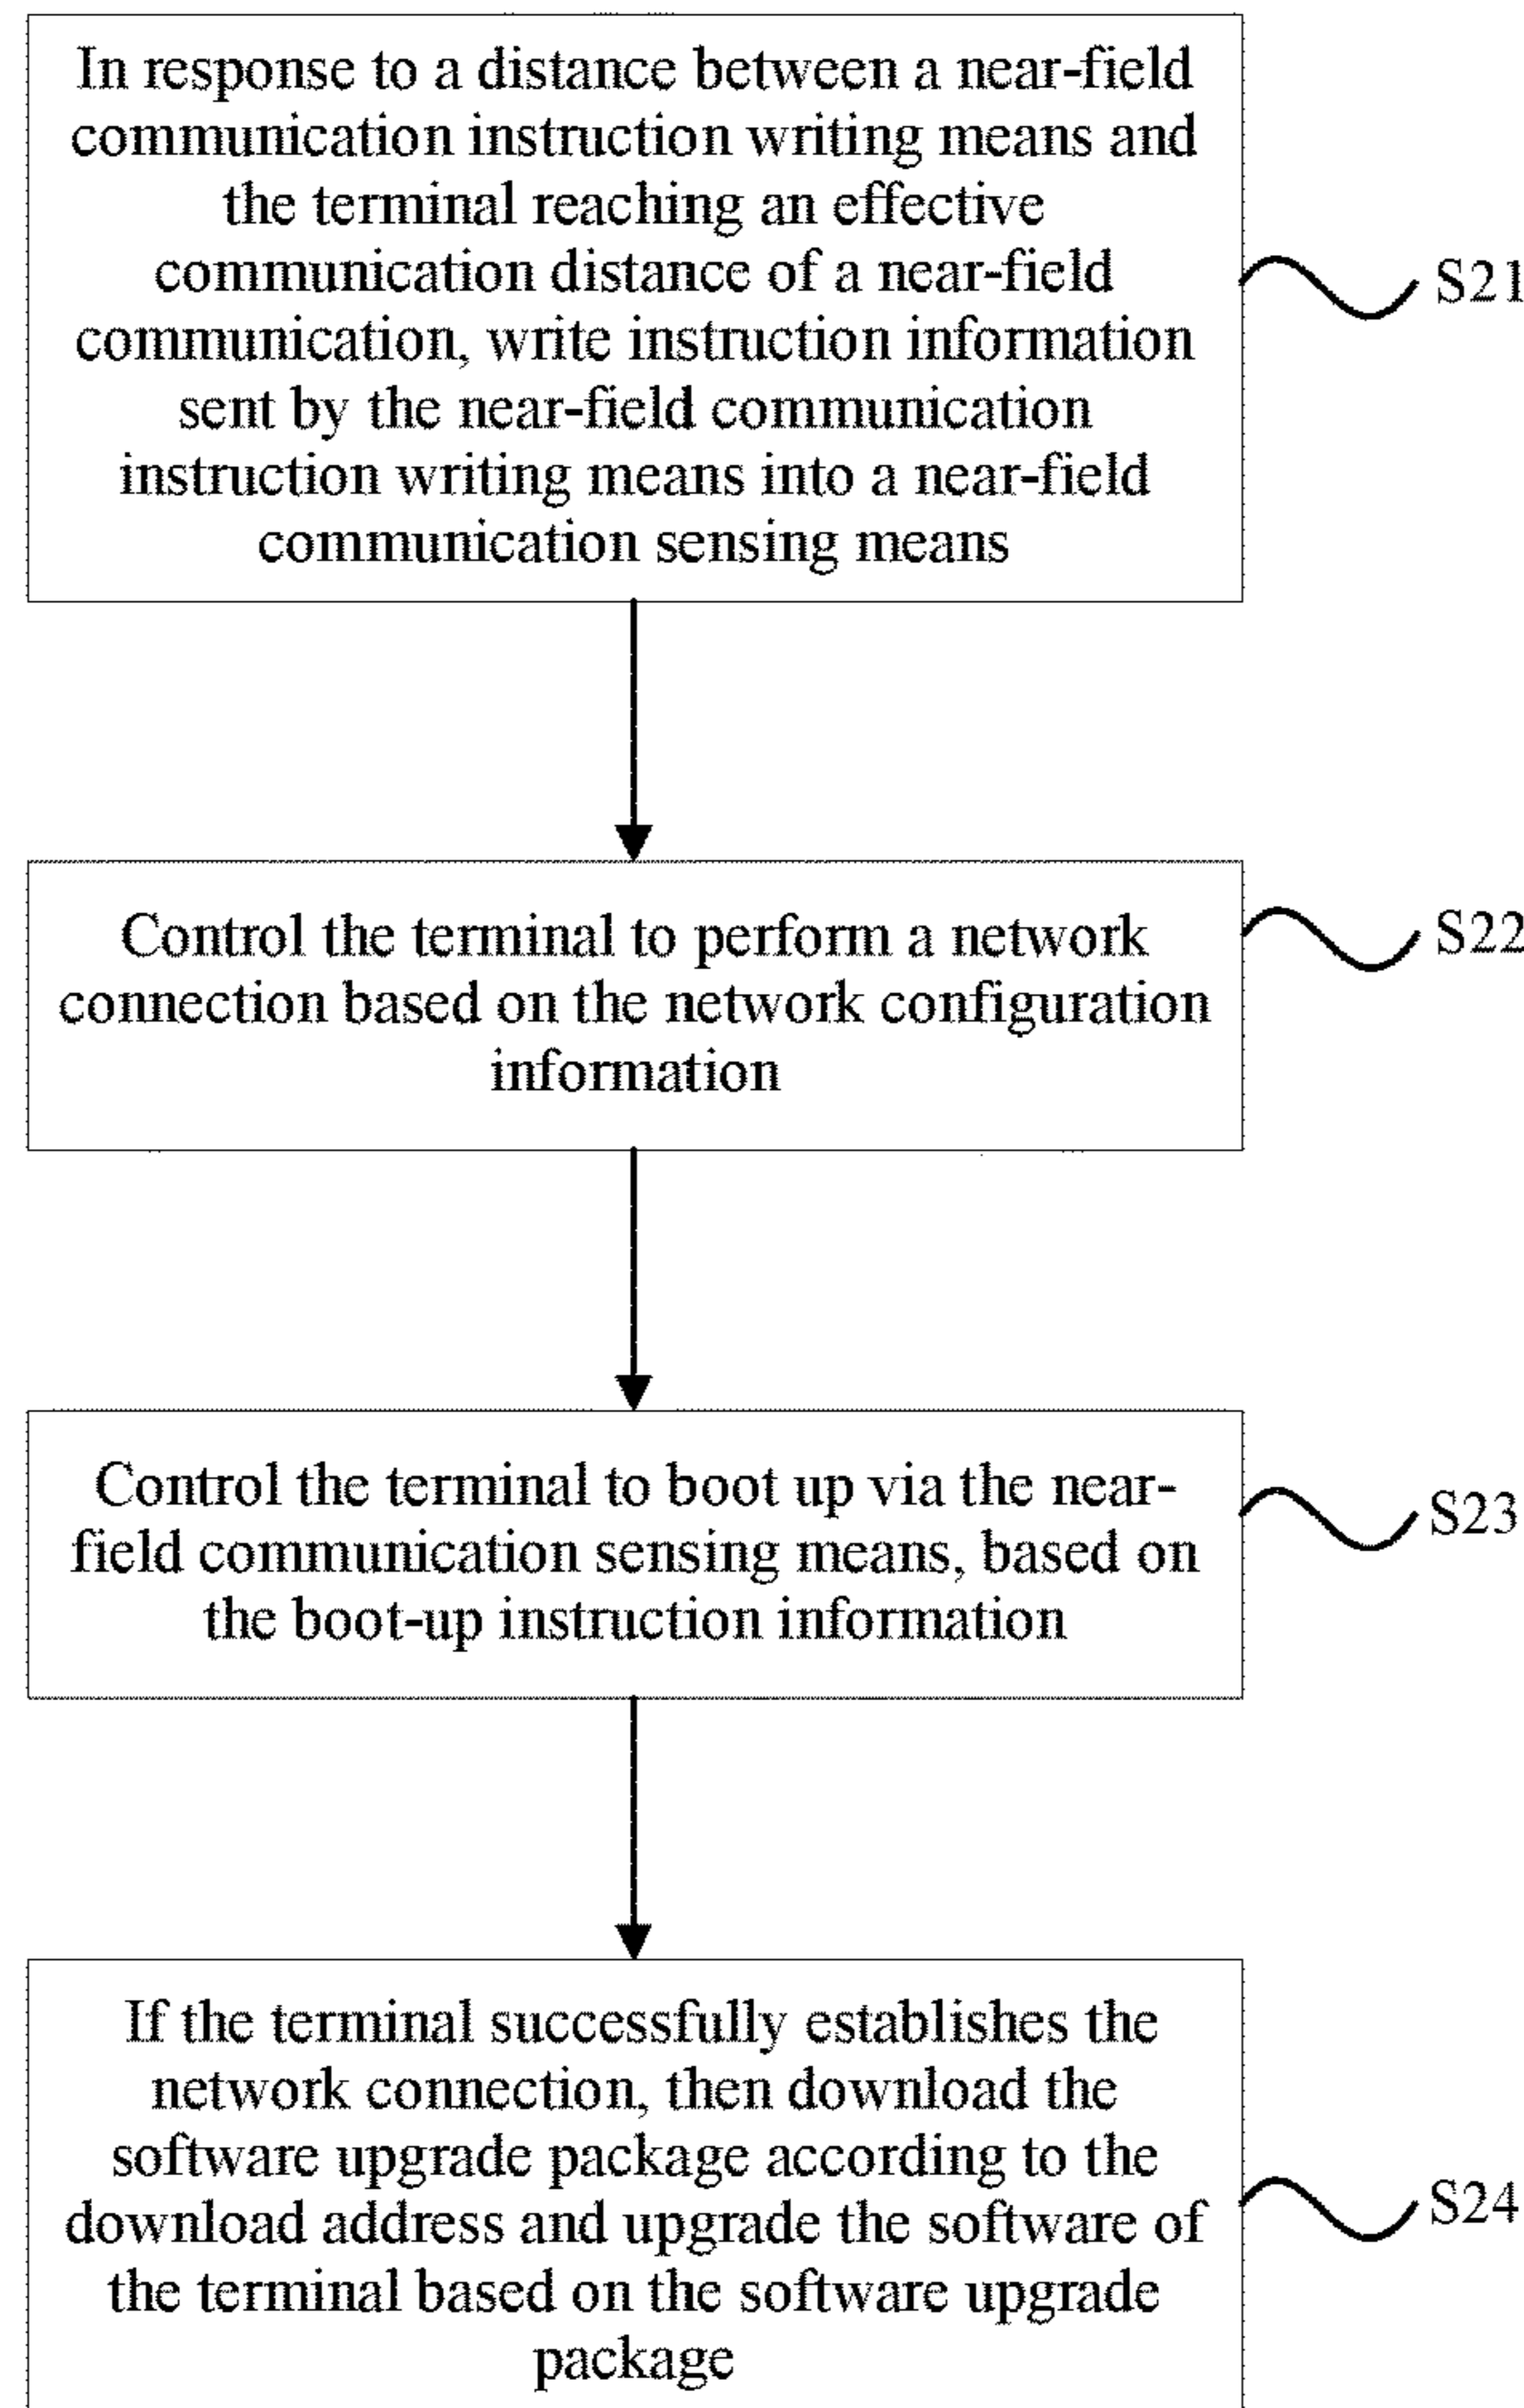 In response to a distance between a near-field
communication instruction writing means and
the terminal reaching an effective
communication distance of a near-field
communication, write instruction information
sent by the near-field communication
instruction writing means into a near-field
communication sensing means
S21
Control the terminal to perform a network
connection based on the network configuration
information
S22
Control the terminal to boot up via the near-
field communication sensing means, based on
the boot-up instruction information
S23
If the terminal successfully establishes the
network connection, then download the
software upgrade package according to the
download address and upgrade the software of
the terminal based on the software upgrade
package
S24